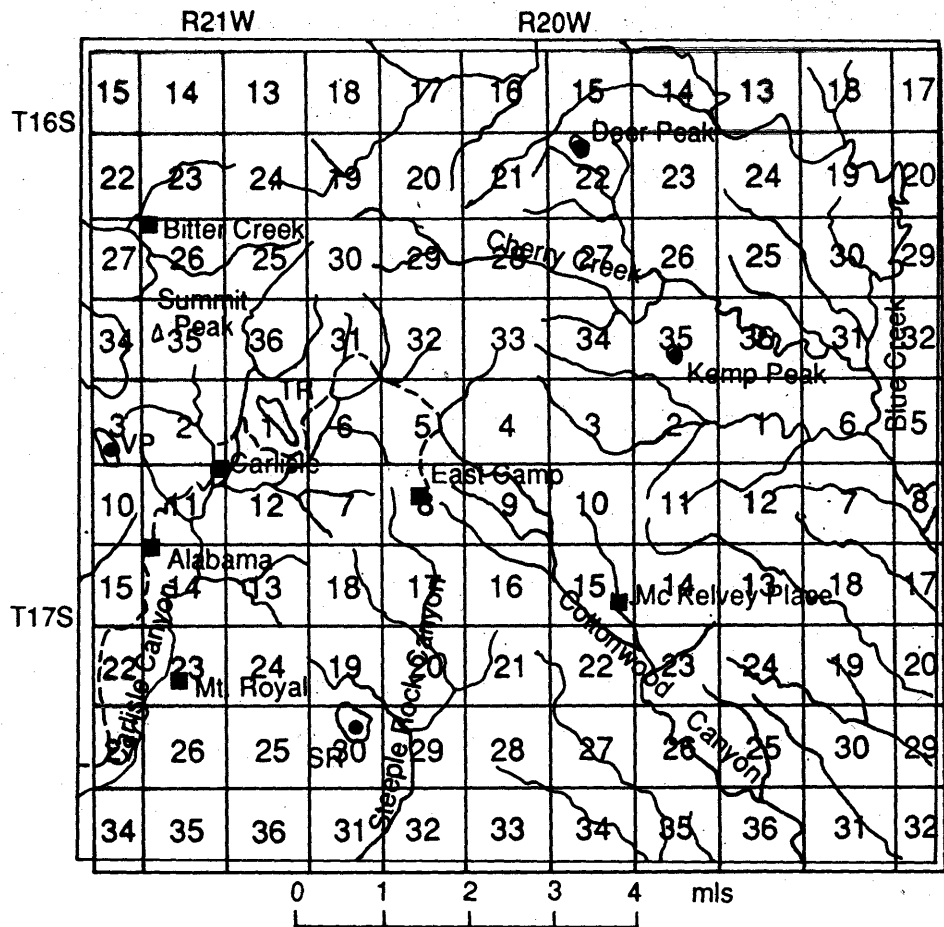 R21W R20W
T16S
15 14 13 18 17 16 15 14 13 18 17
Deer Peak
22 23 24 19 20 21 22 23 24 19 20
Bitter Creek
27 26 25 30 29 28 27 26 25 30 29
Cherry Creek
Summit
Peak
34 35 36 31 32 33 34 35 36 31 32
Kemp Peak
Blue Creek
TR
3 2 1 6 5 4 3 2 1 6 5
VP
Carlisle
East Camp
10 11 12 7 8 9 10 11 12 7 8
Alabama
T17S
15 14 13 18 17 16 15 14 13 18 17
Mc Kelvey Place
Carlisle Canyon
Steeple Rock Canyon
Cottonwood
Canyon
22 23 24 19 20 21 22 23 24 19 20
Mt. Royal
27 26 25 30 29 28 27 26 25 30 29
SR
34 35 36 31 32 33 34 35 36 31 32
0 1 2 3 4 mls